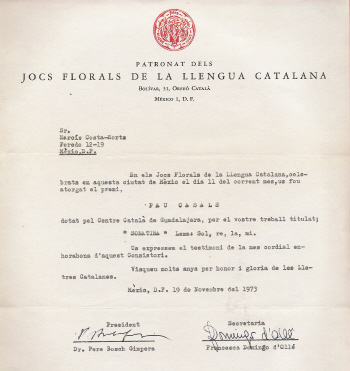 PATRONAT DELS
JOCS FLORALS DE LA LLENGUA CATALANA
BOLÍVAR, 31, ORFEÓ CATALÀ
MÉXICO 1, D. F.
Sr.
Narcís Costa-Horts
Peredo 12-19
Mèxic,D.F.
En els Jocs Florals de la Llengua Catalana,cele-
brats en aquesta ciutat de Mèxic el dia 11 del corrent mes,us fou
atorgat el premi
PAU CASALS
dotat pel Centre Català de Guadalajara, per el vostre treball titulat;
" SONATINA " Lema: Sol, re, la, mi.
Us expressem el testimoni de la mes cordial en-
horabona d'aquest Consistori.
Visqueu molts anys per honor i gloria de les Lle-
tres Catalanes.
Mèxic, D.F. 19 de Novembre del 1973
President
Secretaria
Domingo d'Ollé
Dr. Pere Bosch Gimpera
Francesca Domingo d'Ollé